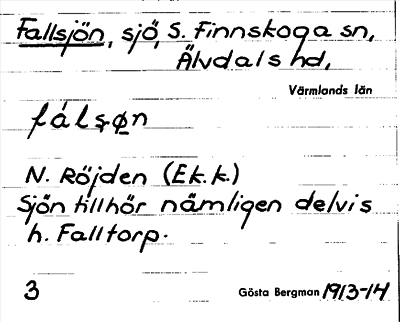 Fallsjön, sjö, S. Finnskoga sn,
Älvdals hd,
Värmlands län
fálşøn
N. Röjden (Ek. k.)
Sjön tillhör nämligen delvis
h. Falltorp.
3 Gösta Bergman 1913-14